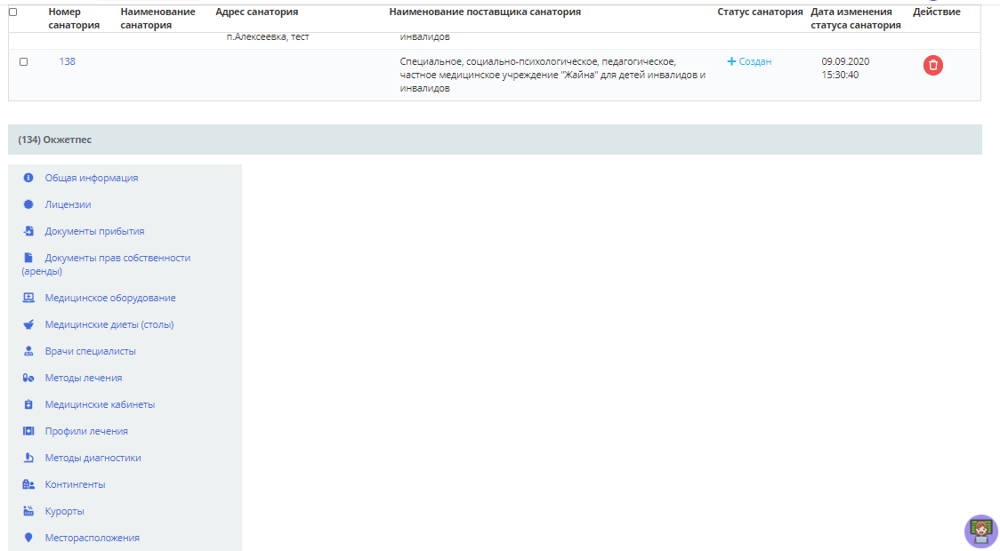 Номер Наименование Адрес санатория Наименование поставщика санатория Статус санатория Дата изменения Действие
санатория санатория статуса санатория
п.Алексеевка, тест инвалидов
138 Специальное, социально-психологическое, педагогическое, + Создан 09.09.2020
частное медицинское учреждение "Жайна" для детей инвалидов и 15:30:40
инвалидов
(134) Окжетпес
Общая информация
Лицензии
Документы прибытия
Документы прав собственности
(аренды)
Медицинское оборудование
Медицинские диеты (столы)
Врачи специалисты
Методы лечения
Медицинские кабинеты
Профили лечения
Методы диагностики
Контингенты
Курорты
Месторасположения